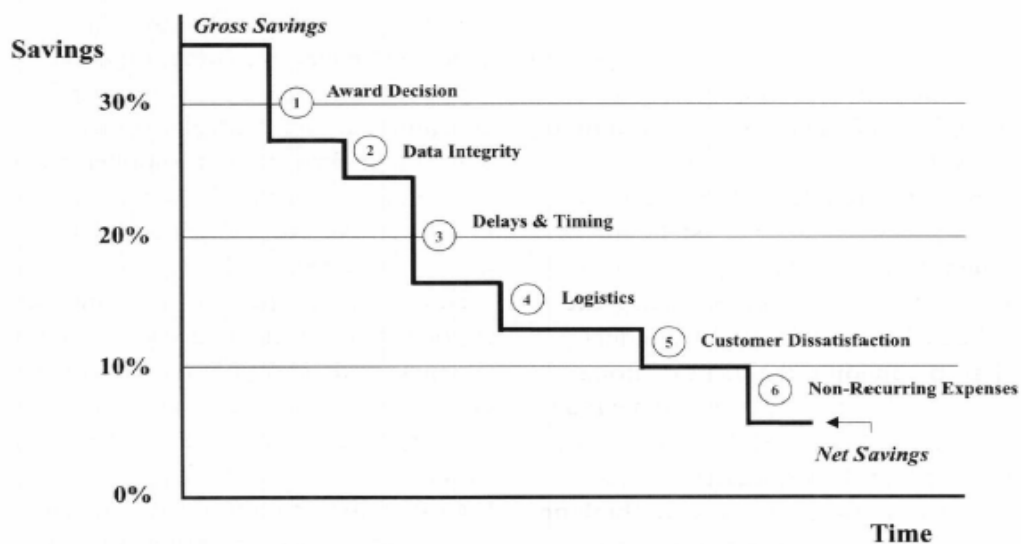 Gross Savings
Savings
1 Award Decision
30%
2 Data Integrity
3 Delays & Timing
20%
4 Logistics
5 Customer Dissatisfaction
10%
6 Non-Recurring Expenses
Net Savings
0%
Time